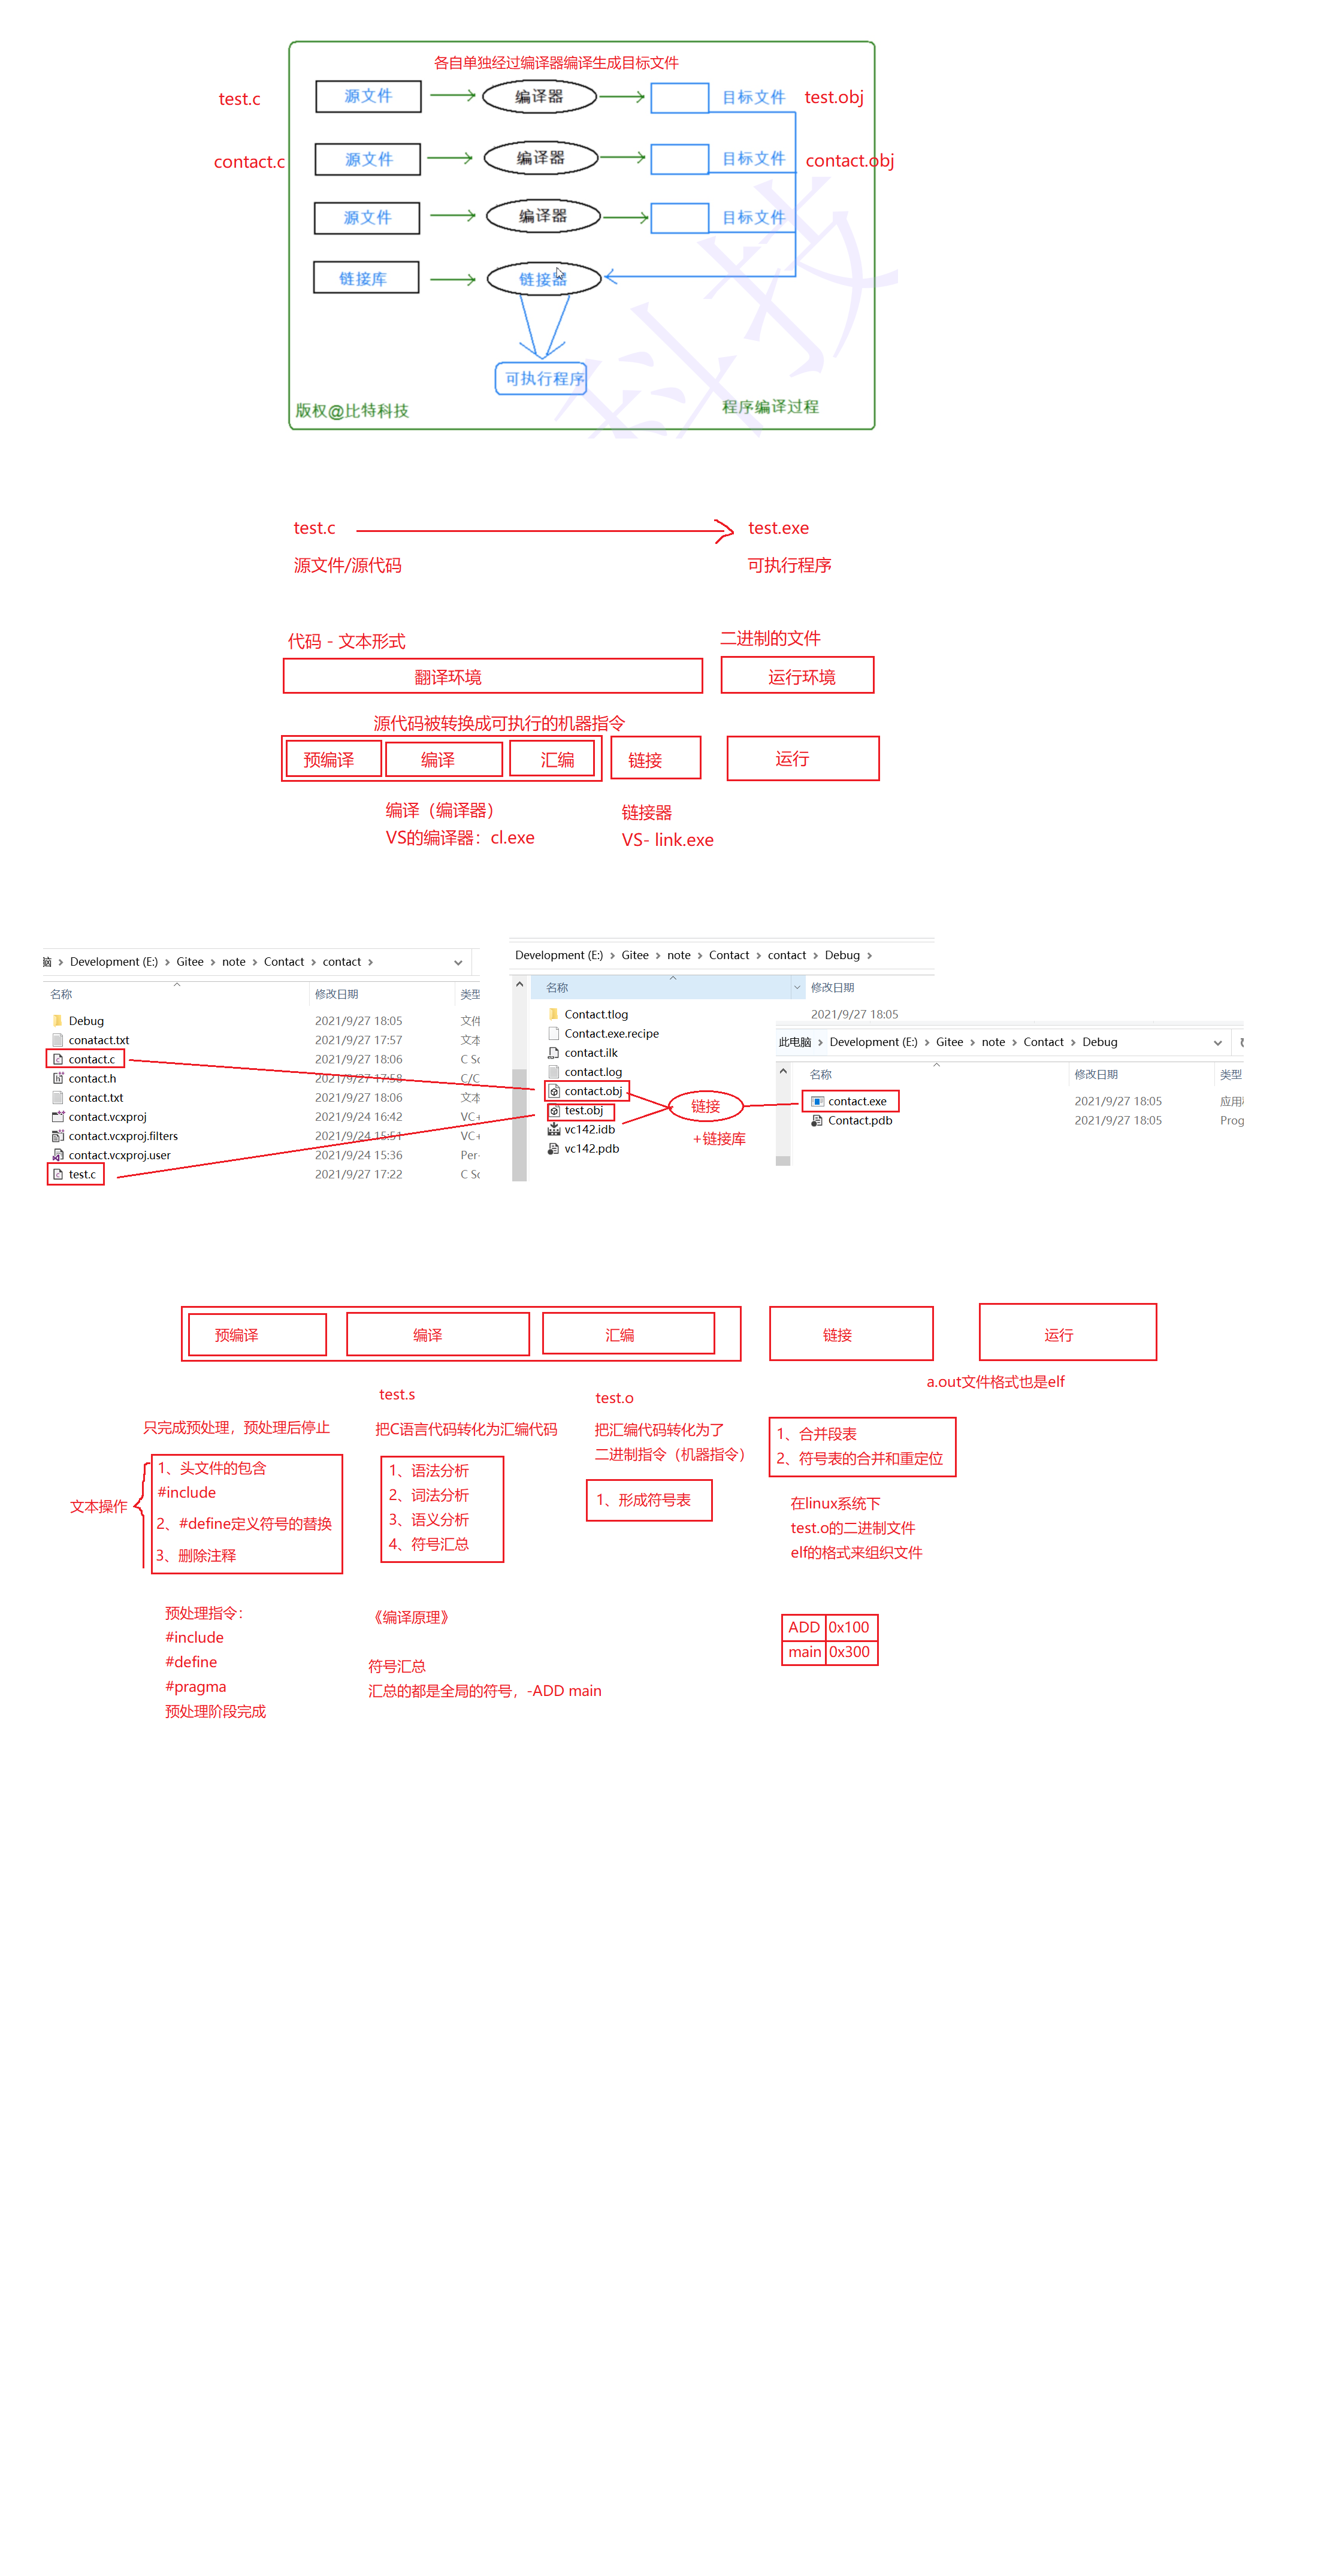 各自单独经过编译器编译生成目标文件
test.c 源文件 编译器 目标文件 test.obj
contact.c 源文件 编译器 目标文件 contact.obj
源文件 编译器 目标文件
链接库 链接器
可执行程序
版权@比特科技 程序编译过程
科技
test.c test.exe
源文件/源代码 可执行程序
代码 - 文本形式 二进制的文件
翻译环境 运行环境
源代码被转换成可执行的机器指令
预编译 编译 汇编 链接 运行
编译（编译器）
VS的编译器：cl.exe
链接器
VS- link.exe
脑 > Development (E:) > Gitee > note > Contact > contact >
名称 修改日期 类型
Debug 2021/9/27 18:05 文件
conatact.txt 2021/9/27 17:57 文本
contact.c 2021/9/27 18:06 C Sc
contact.h 2021/9/27 17:58 C/C
contact.txt 2021/9/27 18:06 文本
contact.vcxproj 2021/9/24 16:42 VC+
contact.vcxproj.filters 2021/9/24 15:51 VC+
contact.vcxproj.user 2021/9/24 15:36 Per-
test.c 2021/9/27 17:22 C Sc
Development (E:) > Gitee > note > Contact > contact > Debug >
名称 修改日期
Contact.tlog 2021/9/27 18:05
Contact.exe.recipe
contact.ilk
contact.log
contact.obj
test.obj
vc142.idb
vc142.pdb
链接
+链接库
此电脑 > Development (E:) > Gitee > note > Contact > Debug
名称 修改日期 类型
contact.exe 2021/9/27 18:05 应用
Contact.pdb 2021/9/27 18:05 Prog
预编译 编译 汇编 链接 运行
a.out文件格式也是elf
只完成预处理，预处理后停止
文本操作
1、头文件的包含
#include
2、#define定义符号的替换
3、删除注释
预处理指令：
#include
#define
#pragma
预处理阶段完成
test.s
把C语言代码转化为汇编代码
1、语法分析
2、词法分析
3、语义分析
4、符号汇总
《编译原理》
符号汇总
汇总的都是全局的符号，-ADD main
test.o
把汇编代码转化为了
二进制指令（机器指令）
1、形成符号表
1、合并段表
2、符号表的合并和重定位
在linux系统下
test.o的二进制文件
elf的格式来组织文件
ADD 0x100
main 0x300